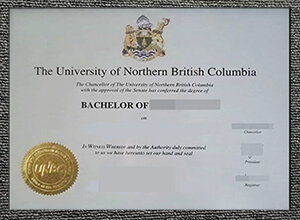 The University of Northern British Columbia
The Chancellor of The University of Northern British Columbia
with the approval of the Senate has conferred the degree of
BACHELOR OF
on
Chancellor
In Witness Whereof and by the Authority duly committed
to us we have hereunto set our hand and seal
President
Registrar
UNBC